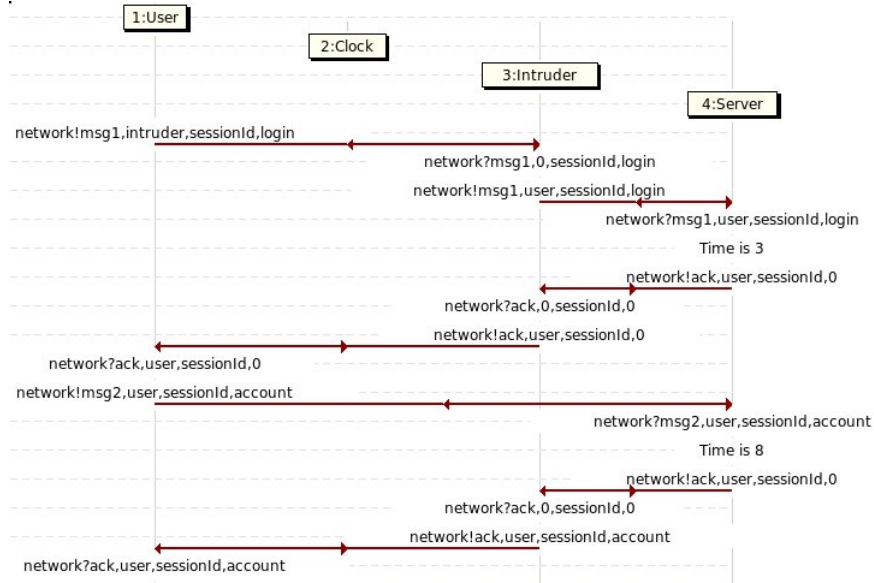 1:User
2:Clock
3:Intruder
4:Server
network!msg1,intruder,sessionId,login
network?msg1,0,sessionId,login
network!msg1,user,sessionId,login
network?msg1,user,sessionId,login
Time is 3
network!ack,user,sessionId,0
network?ack,0,sessionId,0
network!ack,user,sessionId,0
network?ack,user,sessionId,0
network!msg2,user,sessionId,account
network?msg2,user,sessionId,account
Time is 8
network!ack,user,sessionId,0
network?ack,0,sessionId,0
network!ack,user,sessionId,account
network?ack,user,sessionId,account